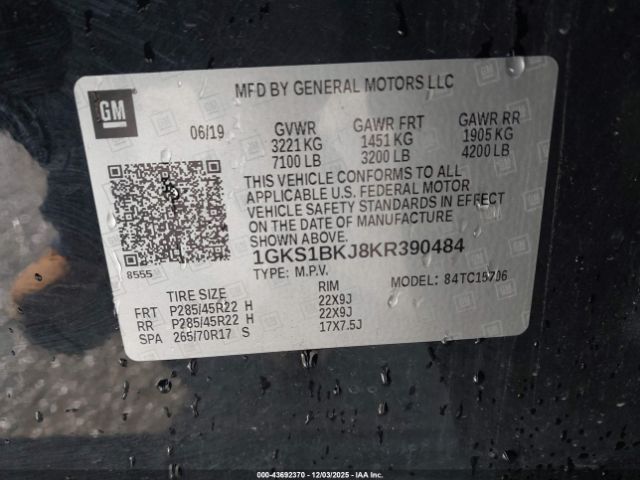 MFD BY GENERAL MOTORS LLC
GM
06/19 GVWR GAWR FRT GAWR RR
3221 KG 1451 KG 1905 KG
7100 LB 3200 LB 4200 LB
THIS VEHICLE CONFORMS TO ALL
APPLICABLE U.S. FEDERAL MOTOR
VEHICLE SAFETY STANDARDS IN EFFECT
ON THE DATE OF MANUFACTURE
SHOWN ABOVE.
8555
1GKS1BKJ8KR390484
TYPE: M.P.V. MODEL: 84TC15706
TIRE SIZE RIM
FRT P285/45R22 H 22X9J
RR P285/45R22 H 22X9J
SPA 265/70R17 S 17X7.5J
000-43692370 - 12/03/2025 - Copyright IAA, LLC.